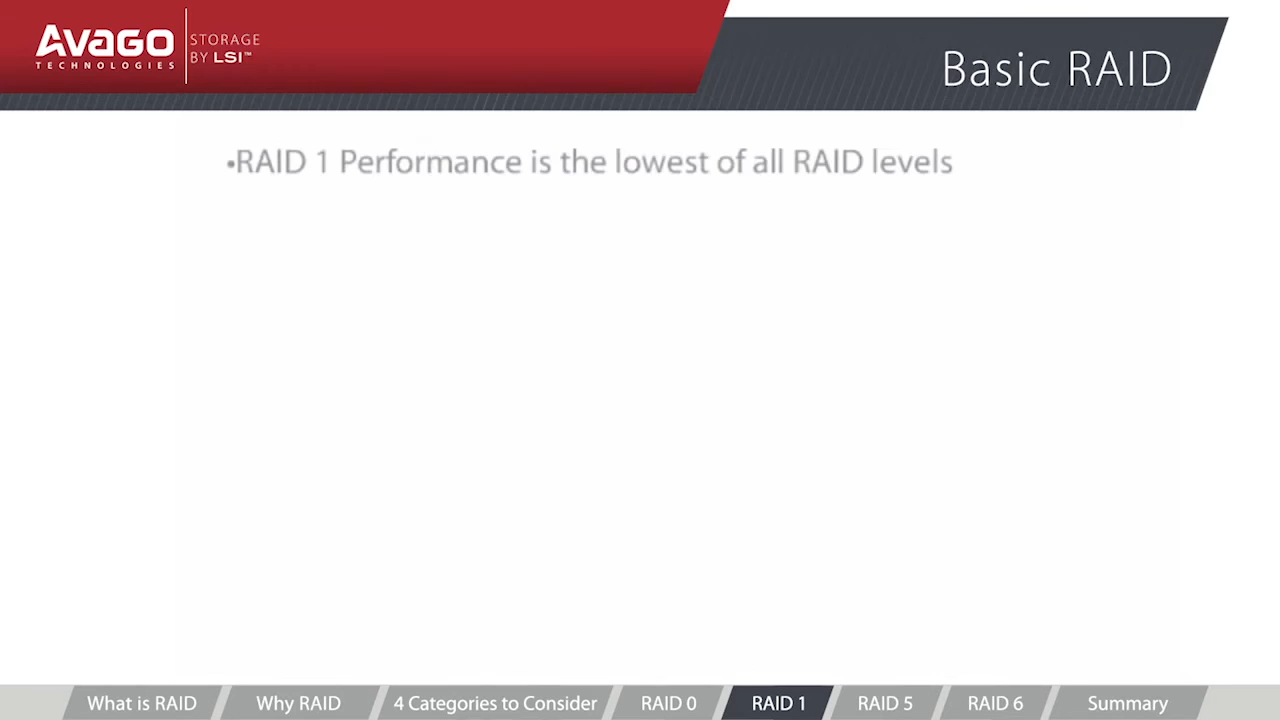 AVAGO
TECHNOLOGIES
STORAGE
BY LSI™
Basic RAID
•RAID 1 Performance is the lowest of all RAID levels
What is RAID
Why RAID
4 Categories to Consider
RAID 0
RAID 1
RAID 5
RAID 6
Summary